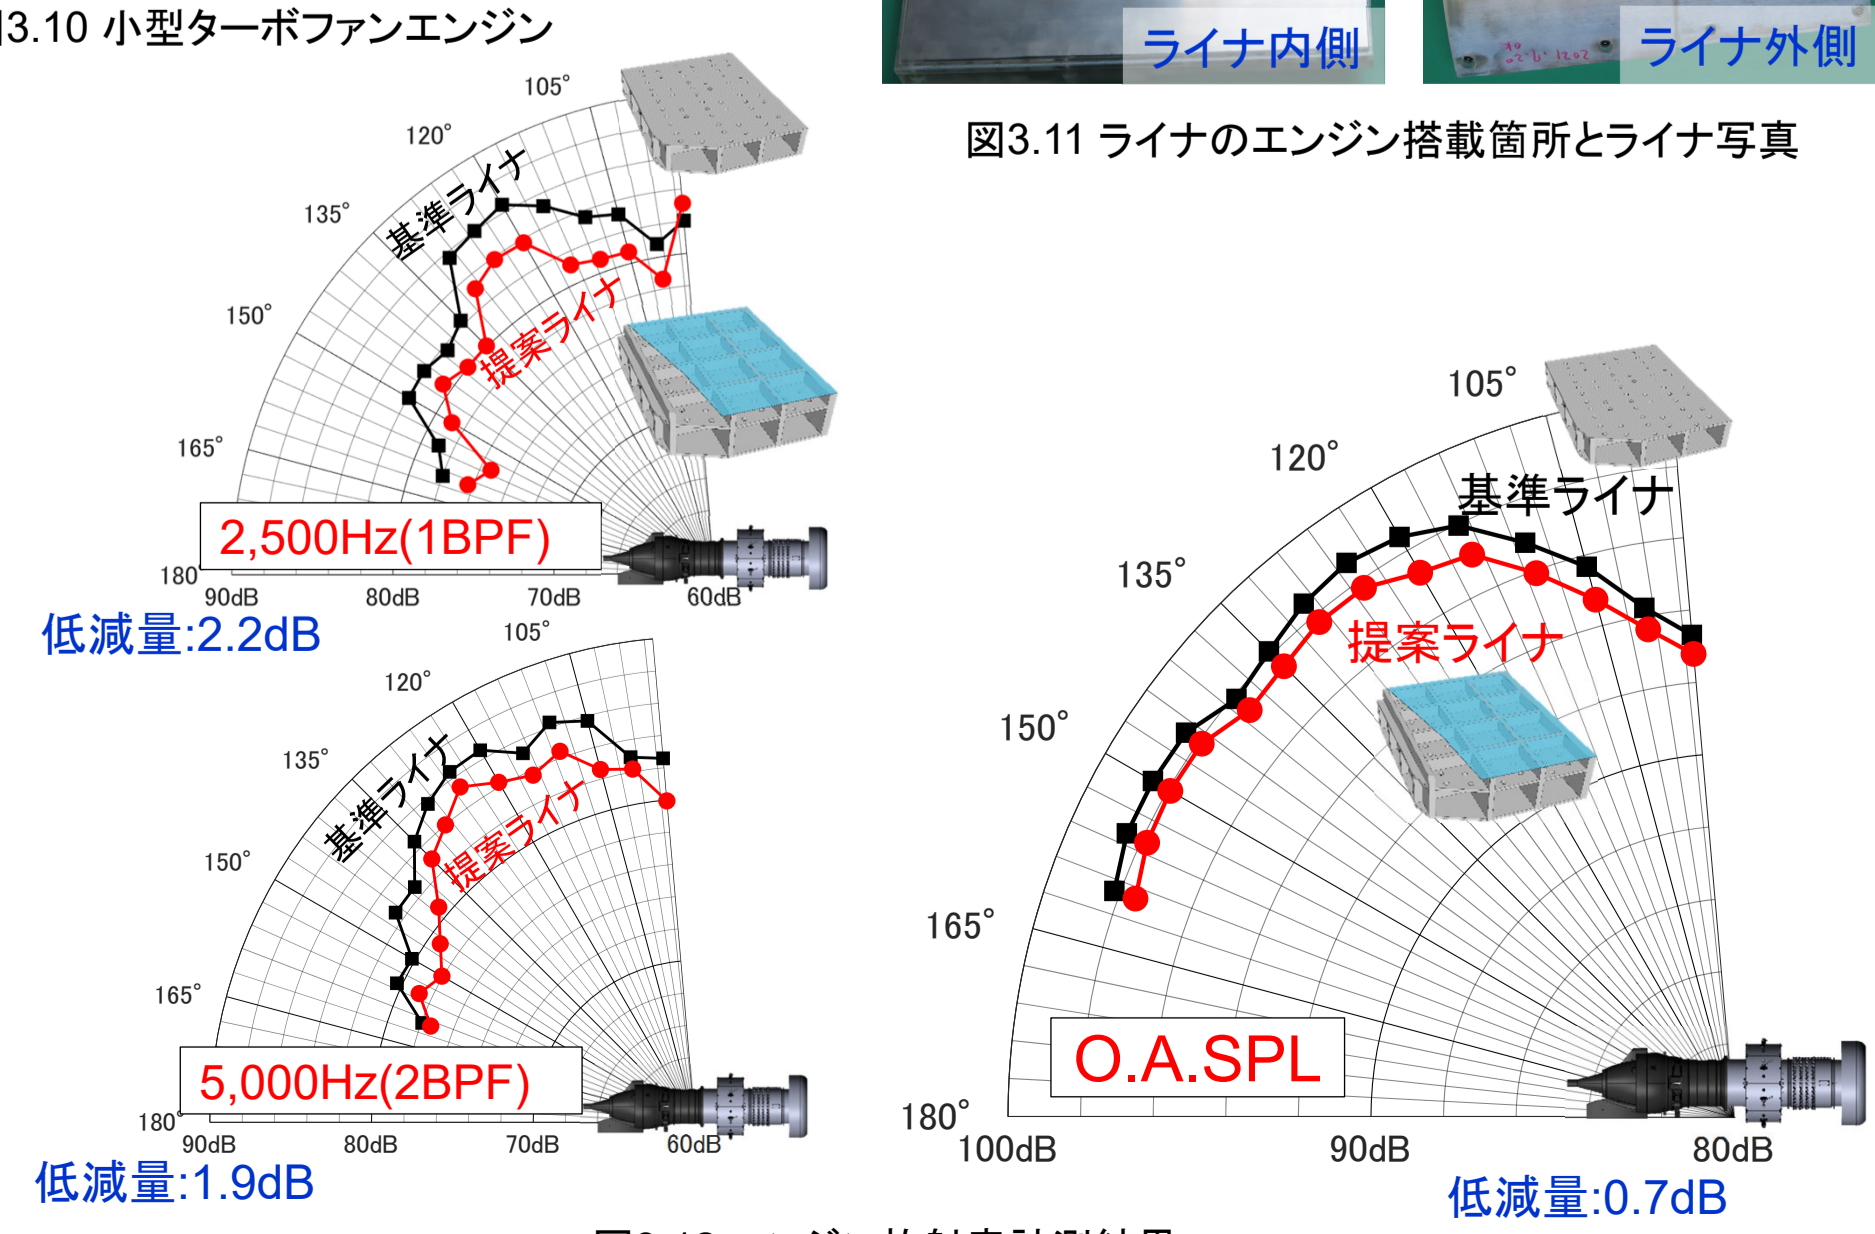 3.10 小型ターボファンエンジン
ライナ内側
ライナ外側
図3.11 ライナのエンジン搭載箇所とライナ写真
105°
120°
135°
150°
165°
180°
基準ライナ
提案ライナ
2,500Hz(1BPF)
90dB 80dB 70dB 60dB
低減量:2.2dB
105°
120°
135°
150°
165°
180°
基準ライナ
提案ライナ
5,000Hz(2BPF)
90dB 80dB 70dB 60dB
低減量:1.9dB
105°
120°
135°
150°
165°
180°
基準ライナ
提案ライナ
O.A.SPL
100dB 90dB 80dB
低減量:0.7dB